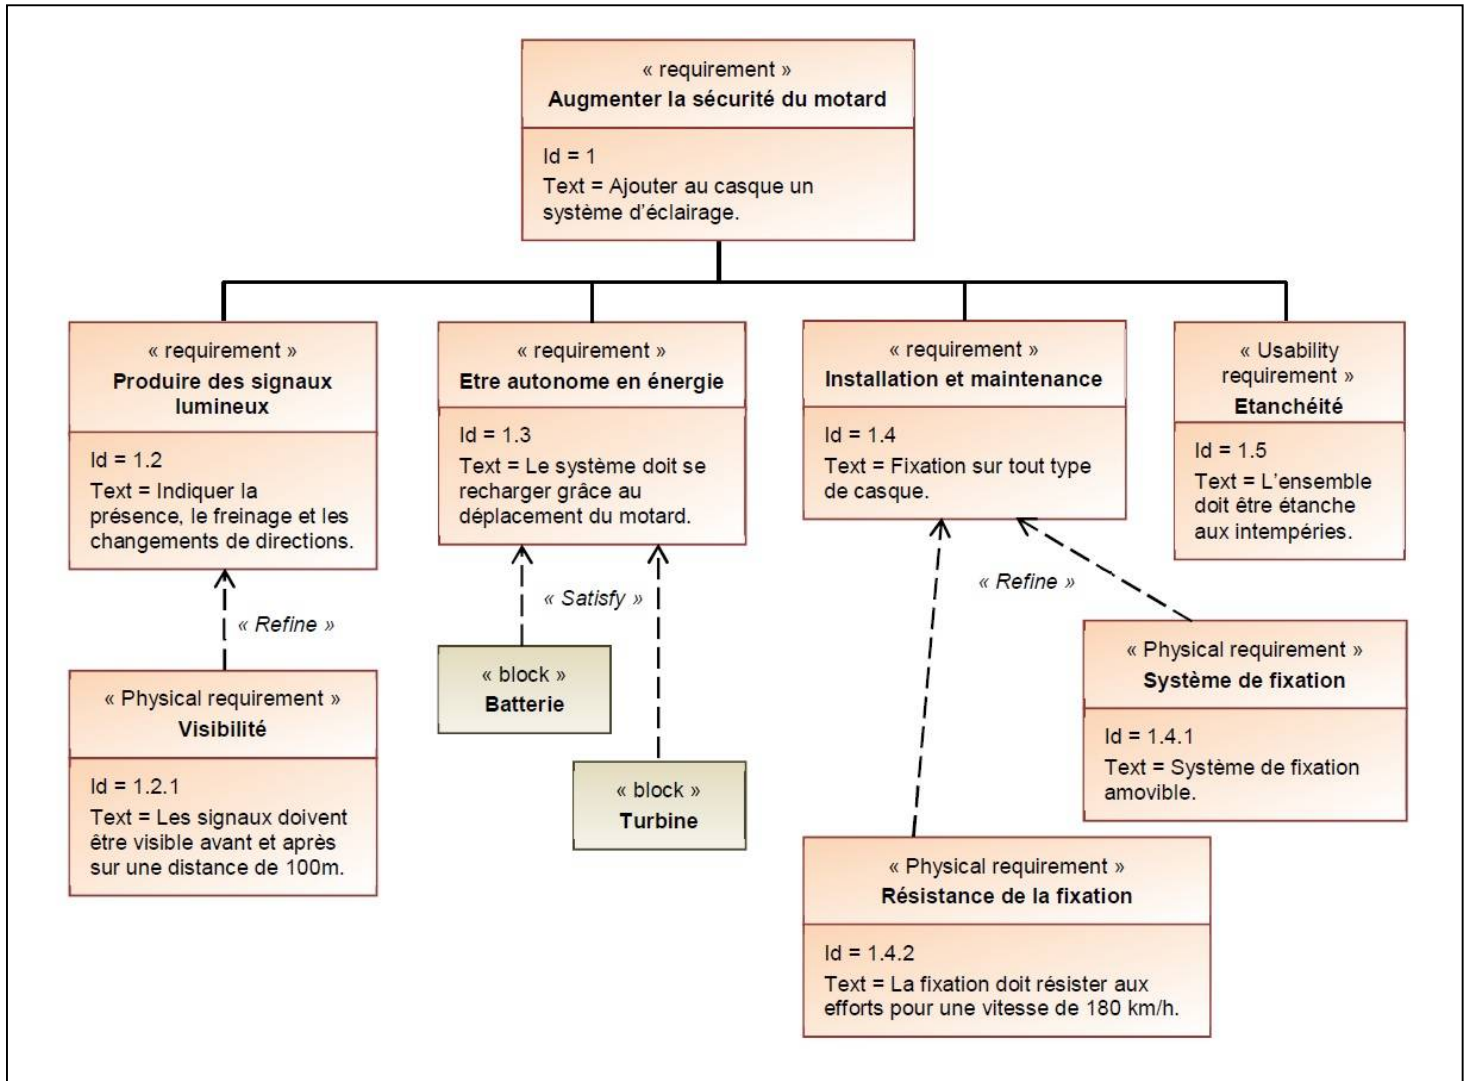 « requirement »
Augmenter la sécurité du motard
Id = 1
Text = Ajouter au casque un
système d'éclairage.
« requirement »
Produire des signaux
lumineux
Id = 1.2
Text = Indiquer la
présence, le freinage et les
changements de directions.
« requirement »
Etre autonome en énergie
Id = 1.3
Text = Le système doit se
recharger grâce au
déplacement du motard.
« requirement »
Installation et maintenance
Id = 1.4
Text = Fixation sur tout type
de casque.
« Usability
requirement »
Etanchéité
Id = 1.5
Text = L'ensemble
doit être étanche
aux intempéries.
« Refine »
« Satisfy »
« Refine »
« Physical requirement »
Visibilité
Id = 1.2.1
Text = Les signaux doivent
être visible avant et après
sur une distance de 100m.
« block »
Batterie
« block »
Turbine
« Physical requirement »
Système de fixation
Id = 1.4.1
Text = Système de fixation
amovible.
« Physical requirement »
Résistance de la fixation
Id = 1.4.2
Text = La fixation doit résister aux
efforts pour une vitesse de 180 km/h.